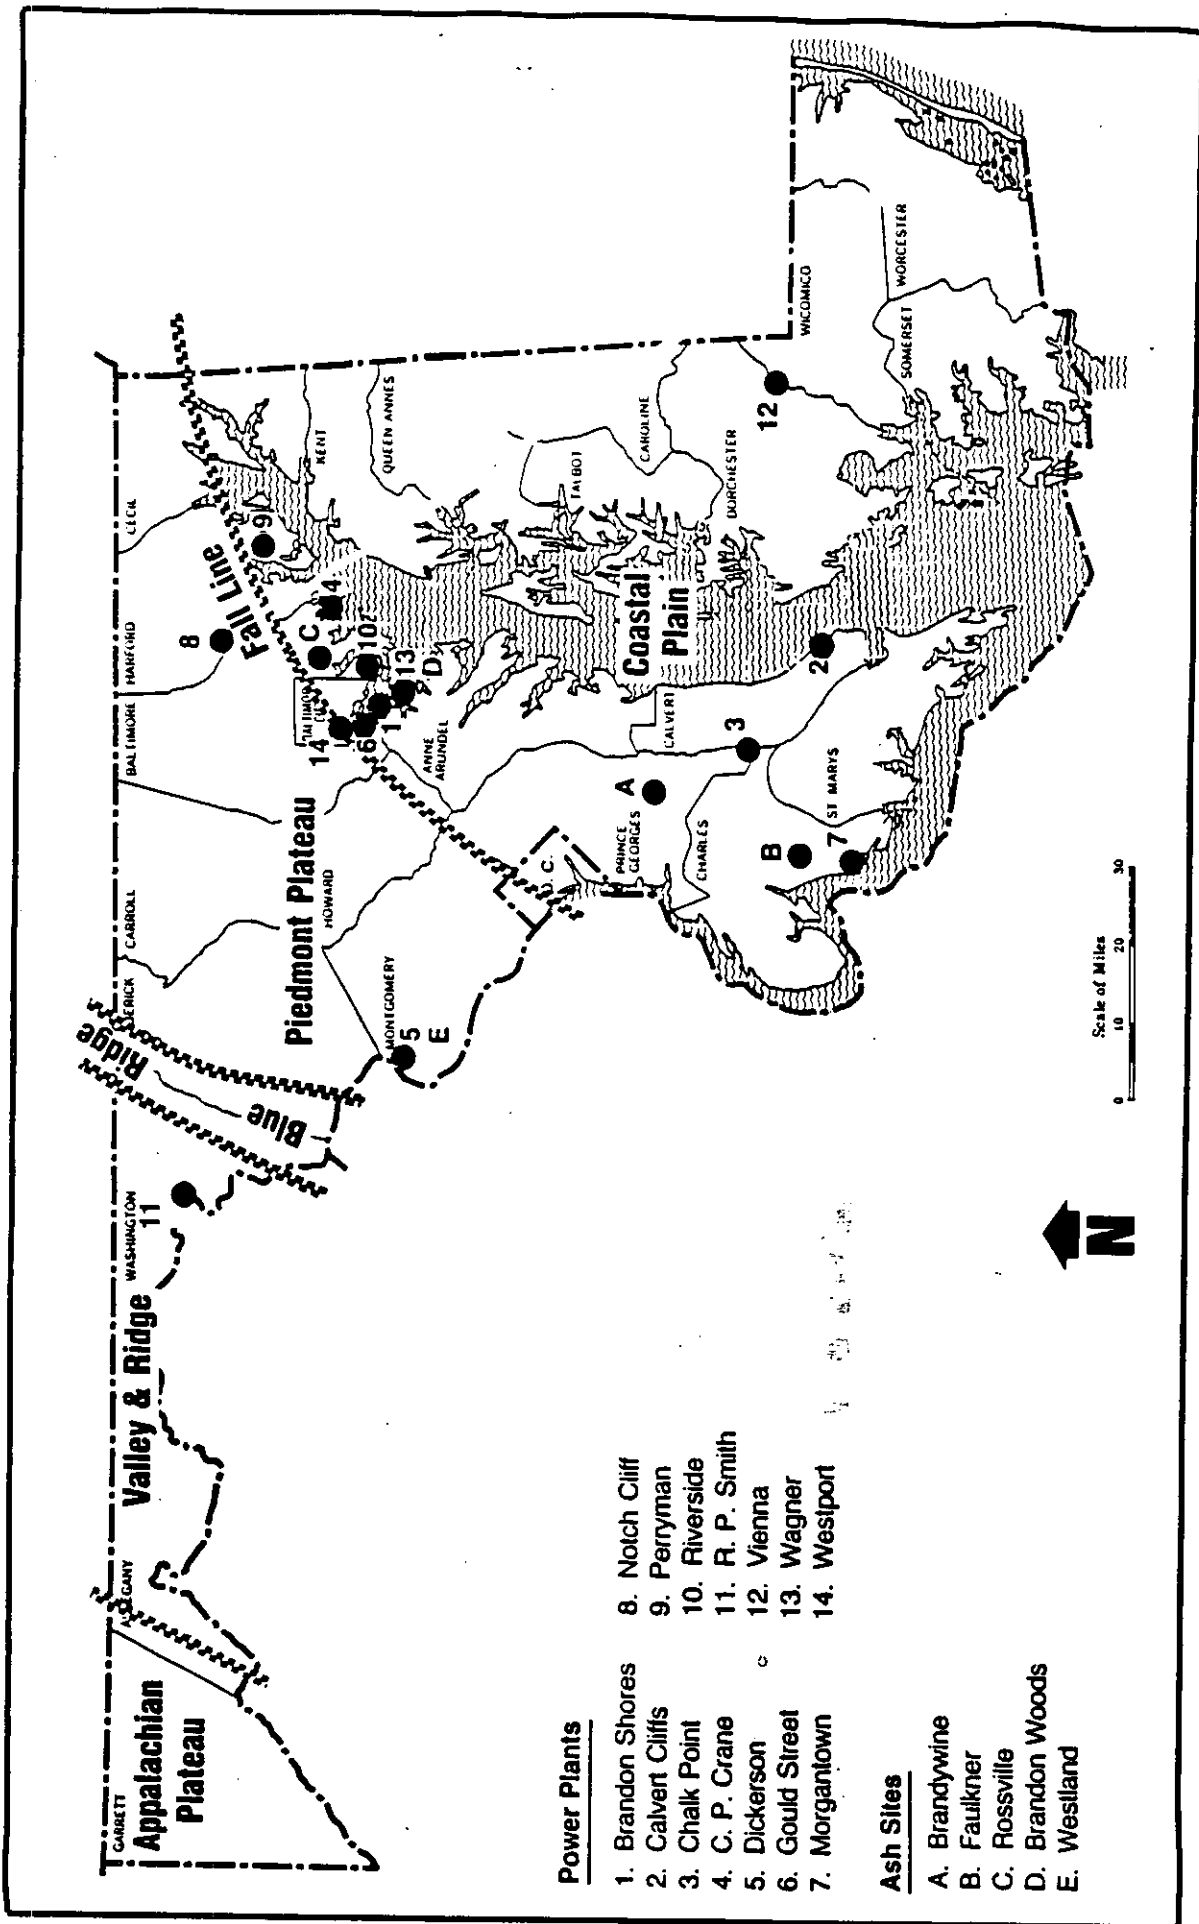 GARRETT
Appalachian
Plateau
ALLEGANY
Valley & Ridge
WASHINGTON
11
Blue
Ridge
CARROLL
BALTIMORE
HARFORD
CECIL
Piedmont Plateau
HOWARD
MONTGOMERY
5
E
8
Fall Line
9
C
4
10
14
6
1
13
D
ANNE
ARUNDEL
KENT
QUEEN ANNES
TALBOT
CAROLINE
DORCHESTER
WICOMICO
WORCESTER
SOMERSET
12
Coastal
Plain
D. C.
PRINCE
GEORGES
A
CALVERT
CHARLES
3
2
B
7
ST MARYS
Power Plants
1. Brandon Shores
2. Calvert Cliffs
3. Chalk Point
4. C. P. Crane
5. Dickerson
6. Gould Street
7. Morgantown
8. Notch Cliff
9. Perryman
10. Riverside
11. R. P. Smith
12. Vienna
13. Wagner
14. Westport
Ash Sites
A. Brandywine
B. Faulkner
C. Rossville
D. Brandon Woods
E. Westland
N
Scale of Miles
0 10 20 30